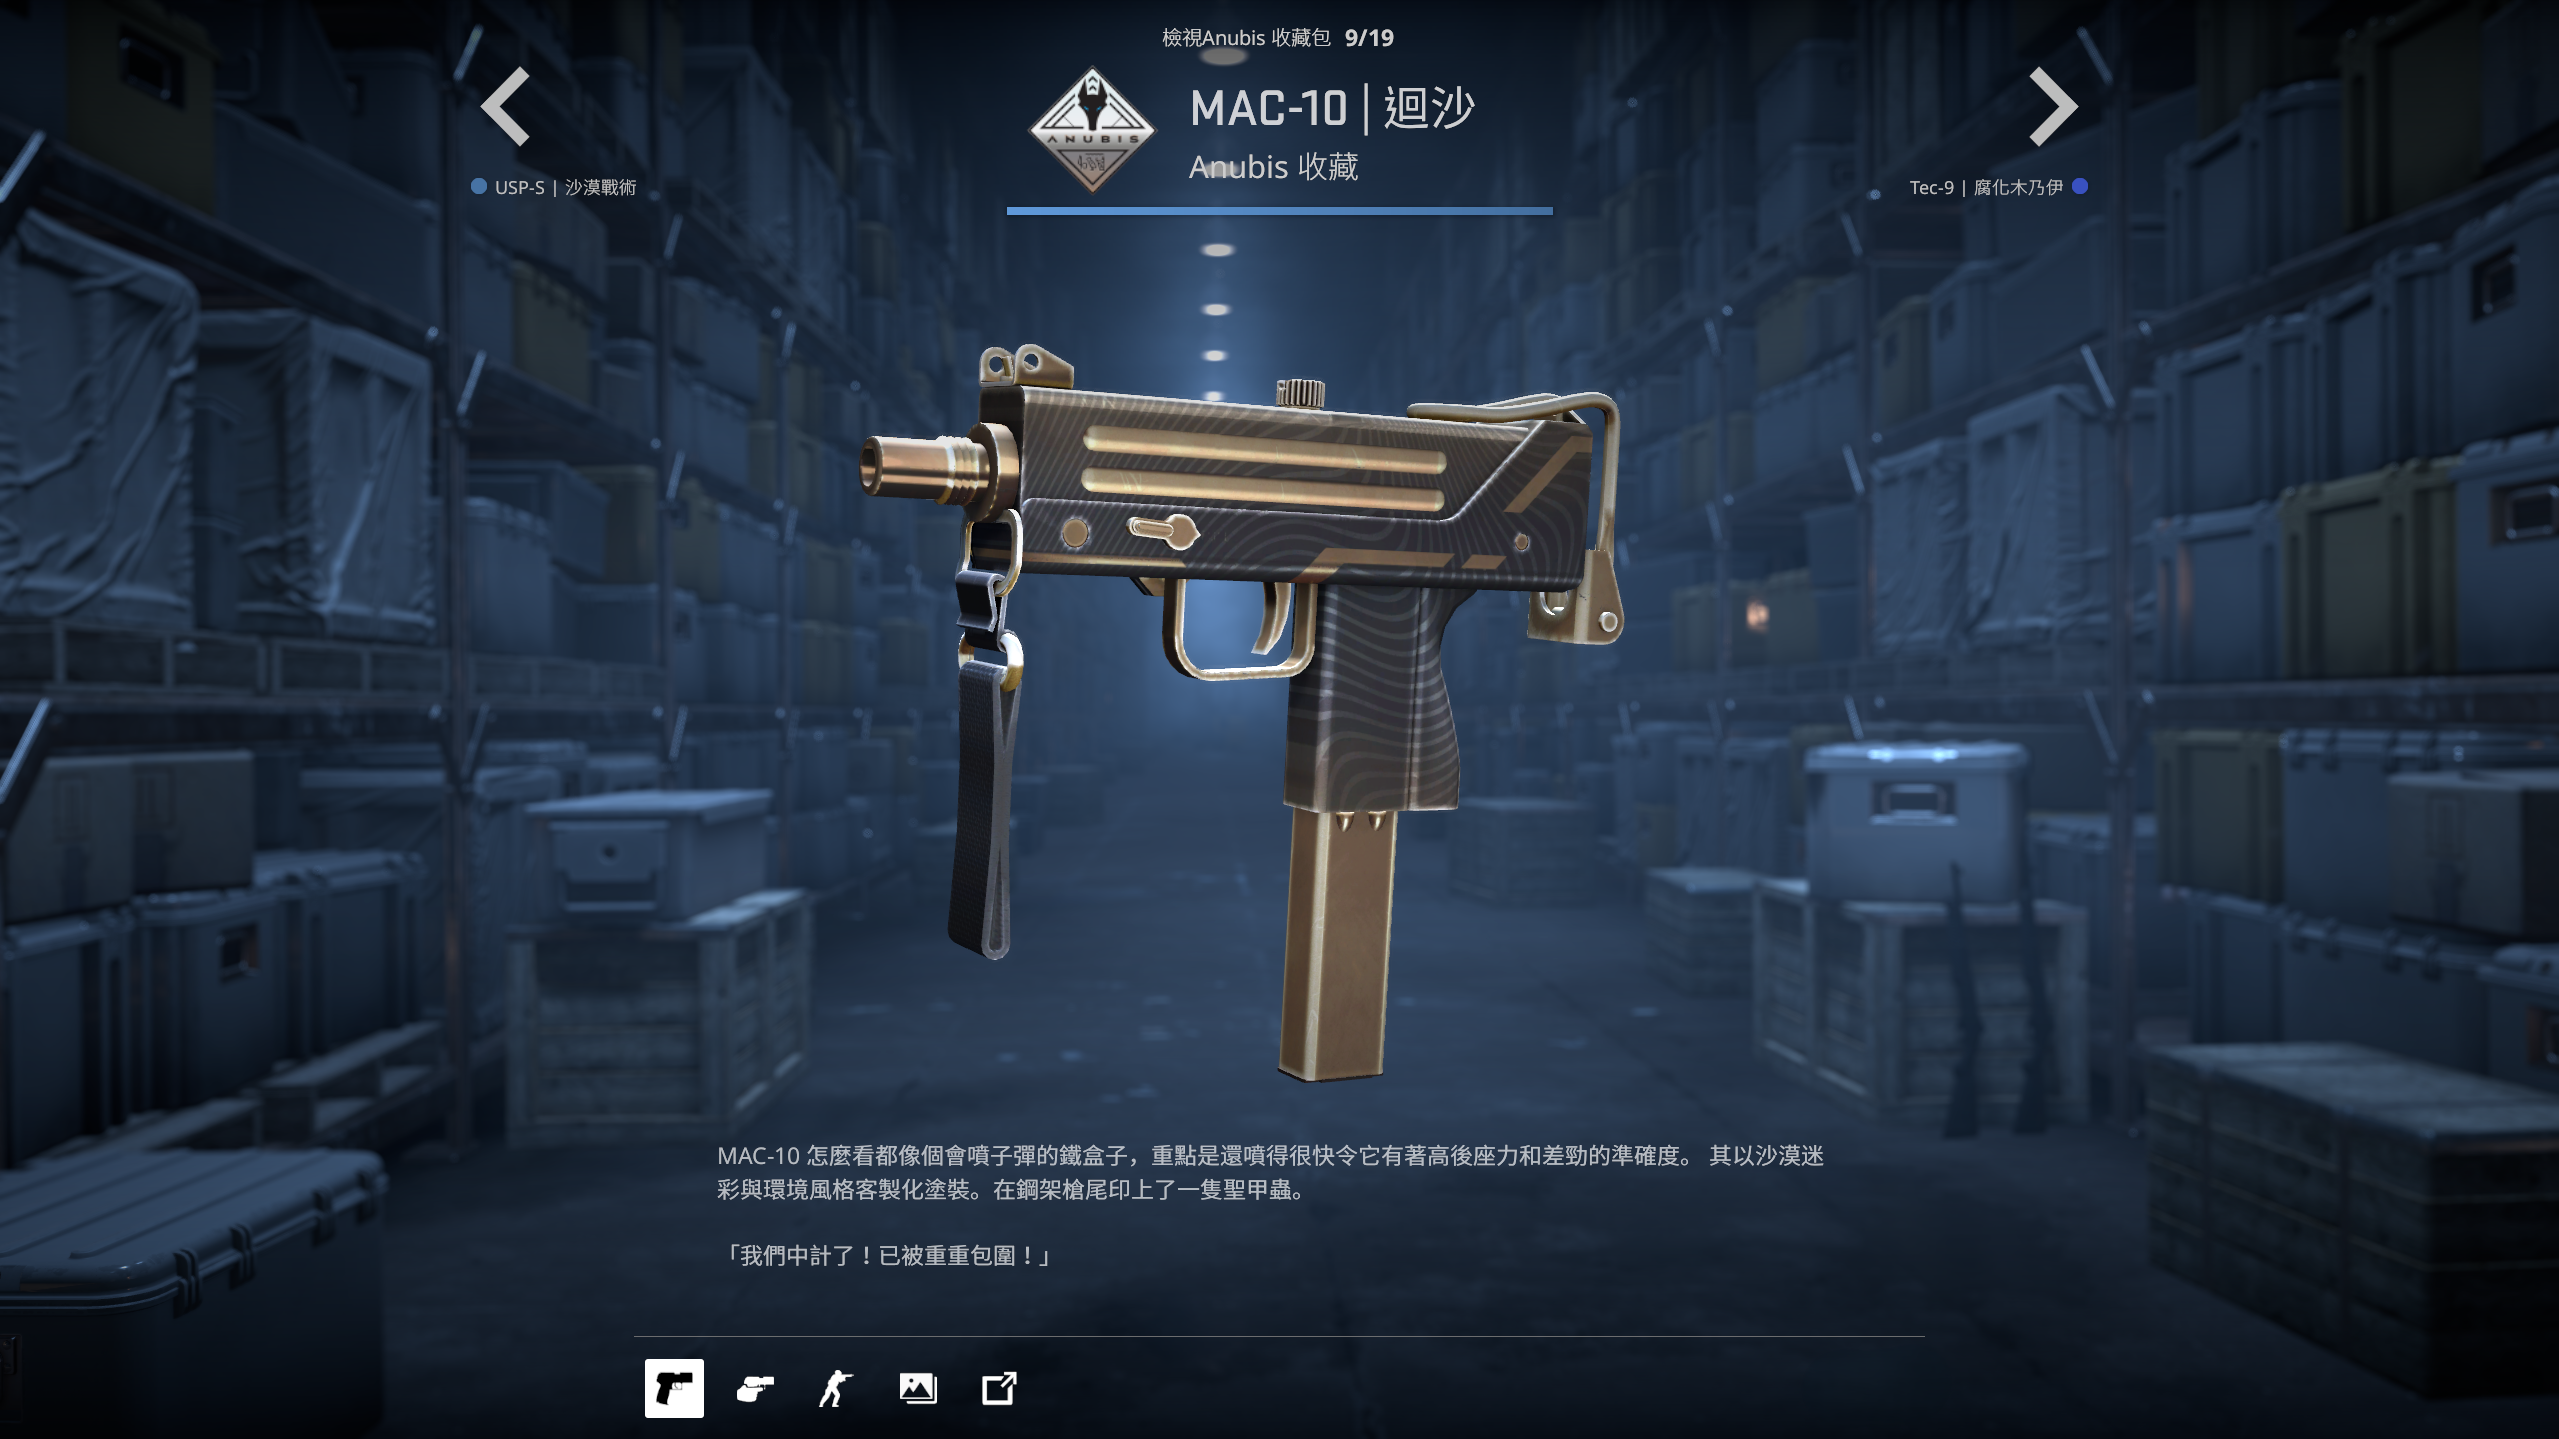 檢視Anubis 收藏包 9/19
MAC-10 | 迴沙
ANUBIS
Anubis 收藏
USP-S | 沙漠戰術
Tec-9 | 腐化木乃伊
MAC-10 怎麼看都像個會噴子彈的鐵盒子，重點是還噴得很快令它有著高後座力和差勁的準確度。 其以沙漠迷
彩與環境風格客製化塗裝。在鋼架槍尾印上了一隻聖甲蟲。
「我們中計了！已被重重包圍！」